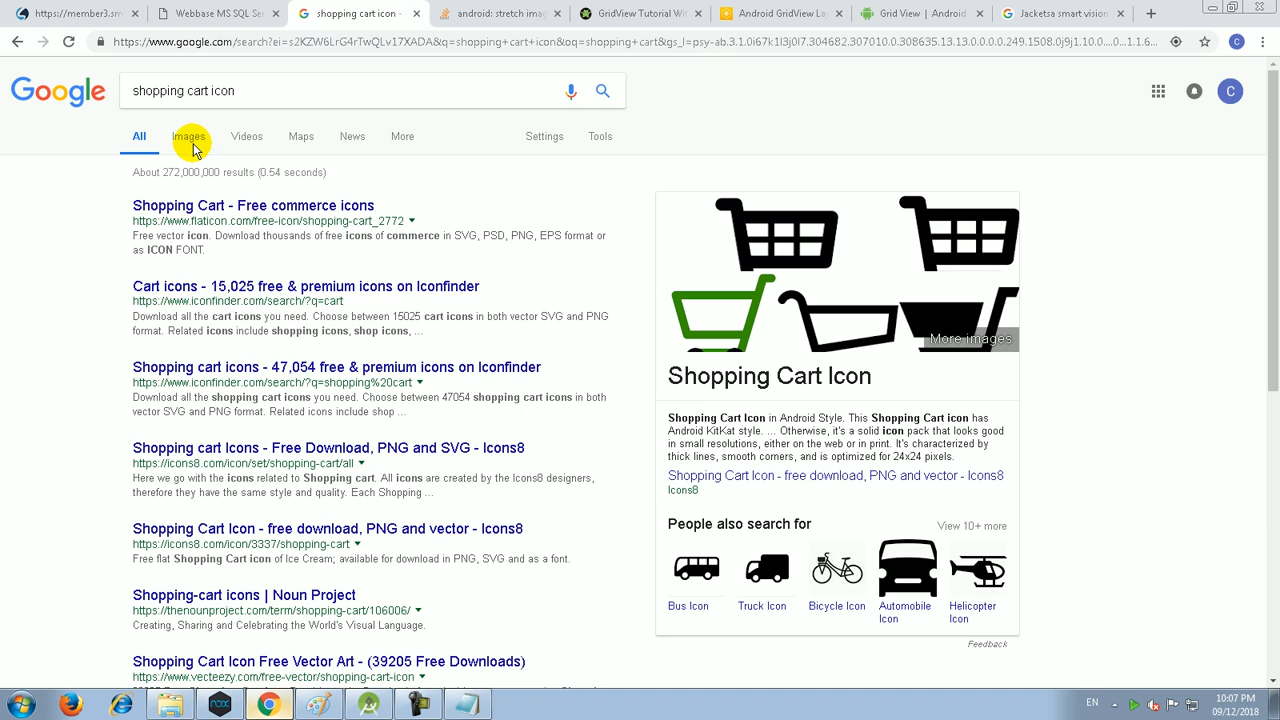 https://member3.sm
Webbase MS SQL Se
shopping cart icon -
android: stretch imag
GridView Tutorial Wi
Android GridView La
Grid View | Android
Jacketsa smart vision
https://www.google.com/search?ei=s2KZW6LrG4rTwQLv17XADA&q=shopping+cart+icon&oq=shopping+cart&gs_l=psy-ab.3.1.0i67k1l3j0l7.304682.307010.0.308635.13.13.0.0.0.0.249.1508.0j9j1.10.0....0...1.1.6...
C
Google
shopping cart icon
C
All Images Videos Maps News More Settings Tools
About 272,000,000 results (0.54 seconds)
Shopping Cart - Free commerce icons
https://www.flaticon.com/free-icon/shopping-cart_2772
Free vector icon. Download thousands of free icons of commerce in SVG, PSD, PNG, EPS format or
as ICON FONT.
Cart icons - 15,025 free & premium icons on Iconfinder
https://www.iconfinder.com/search/?q=cart
Download all the cart icons you need. Choose between 15025 cart icons in both vector SVG and PNG
format. Related icons include shopping icons, shop icons, ...
Shopping cart icons - 47,054 free & premium icons on Iconfinder
https://www.iconfinder.com/search/?q=shopping%20cart
Download all the icons you need. Choose between 47054 shopping cart icons in both
vector SVG and PNG format. Related icons include shop ...
Shopping cart Icons - Free Download, PNG and SVG - Icons8
https://icons8.com/icon/set/shopping-cart/all
Here we go with the icons related to Shopping cart. All icons are created by the Icons8 designers,
therefore they have the same style and quality. Each Shopping ...
Shopping Cart Icon - free download, PNG and vector - Icons8
https://icons8.com/icon/3337/shopping-cart
Free flat Shopping Cart icon of Ice Cream; available for download in PNG, SVG and as a font.
Shopping-cart icons | Noun Project
https://thenounproject.com/term/shopping-cart/106006/
Creating, Sharing and Celebrating the World's Visual Language.
Shopping Cart Icon Free Vector Art - (39205 Free Downloads)
https://www.vecteezy.com/free-vector/shopping-cart-icon
More images
Shopping Cart Icon
Shopping Cart Icon in Android Style. This Shopping Cart icon has
Android KitKat style. ... Otherwise, it's a solid icon pack that looks good
in small resolutions, either on the web or in print. It's characterized by
thick lines, smooth corners, and is optimized for 24x24 pixels.
Shopping Cart Icon - free download, PNG and vector - Icons8
Icons8
People also search for
View 10+ more
Bus Icon
Truck Icon
Bicycle Icon
Automobile
Icon
Helicopter
Icon
Feedback
nox
EN
10:07 PM
09/12/2018